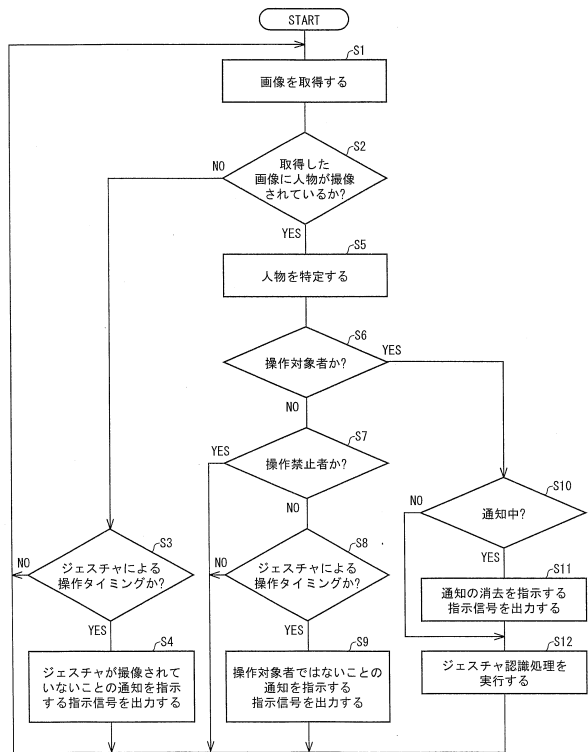 START
S1
画像を取得する
S2
取得した
画像に人物が撮像
されているか?
NO
YES
S5
人物を特定する
S6
操作対象者か?
YES
NO
S7
操作禁止者か?
YES
NO
S10
通知中?
NO
YES
S3
ジェスチャによる
操作タイミングか?
NO
YES
S8
ジェスチャによる
操作タイミングか?
NO
YES
S11
通知の消去を指示する
指示信号を出力する
S4
ジェスチャが撮像されて
いないことの通知を指示
する指示信号を出力する
S9
操作対象者ではないことの
通知を指示する
指示信号を出力する
S12
ジェスチャ認識処理を
実行する